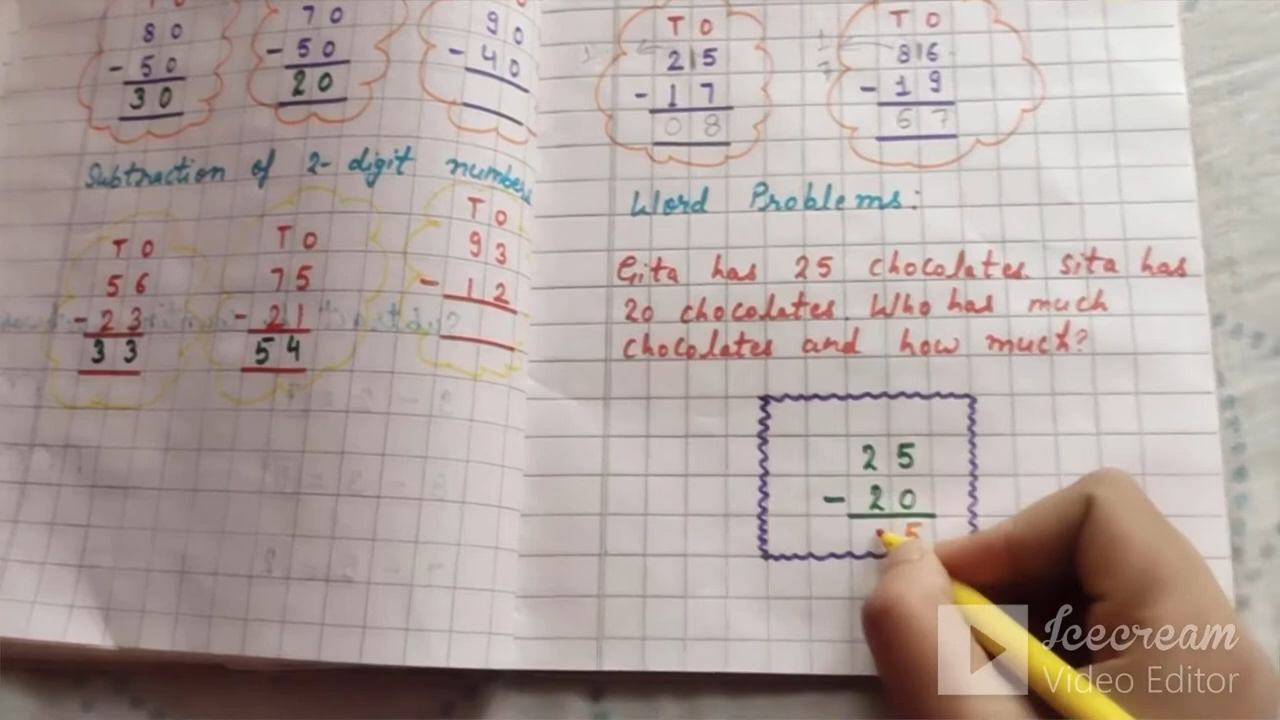 80
- 50
30
70
- 50
20
90
- 40
Subtraction of 2-digit numbers
T O
56
- 23
33
T O
75
- 21
54
T O
93
- 12
T O
215
- 17
08
T O
816
- 19
67
Word Problems:
Gita has 25 chocolates. Sita has
20 chocolates. Who has much
chocolates and how much?
25
- 20
5
Icecream
Video Editor